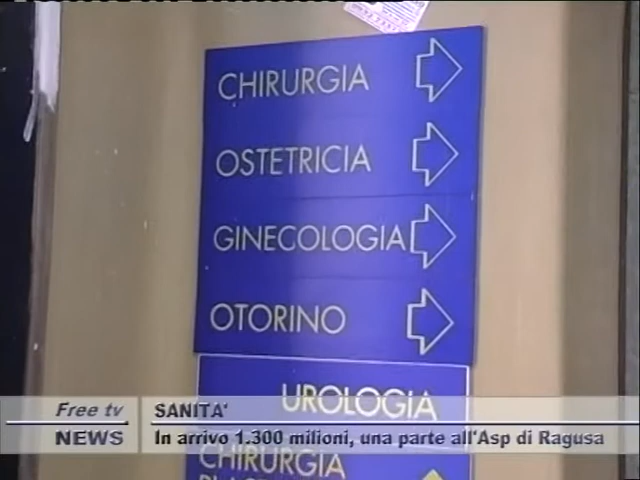 CHIRURGIA
OSTETRICIA
GINECOLOGIA
OTORINO
UROLOGIA
Free tv
NEWS
SANITA'
In arrivo 1.300 milioni, una parte all'Asp di Ragusa
CHIRURGIA